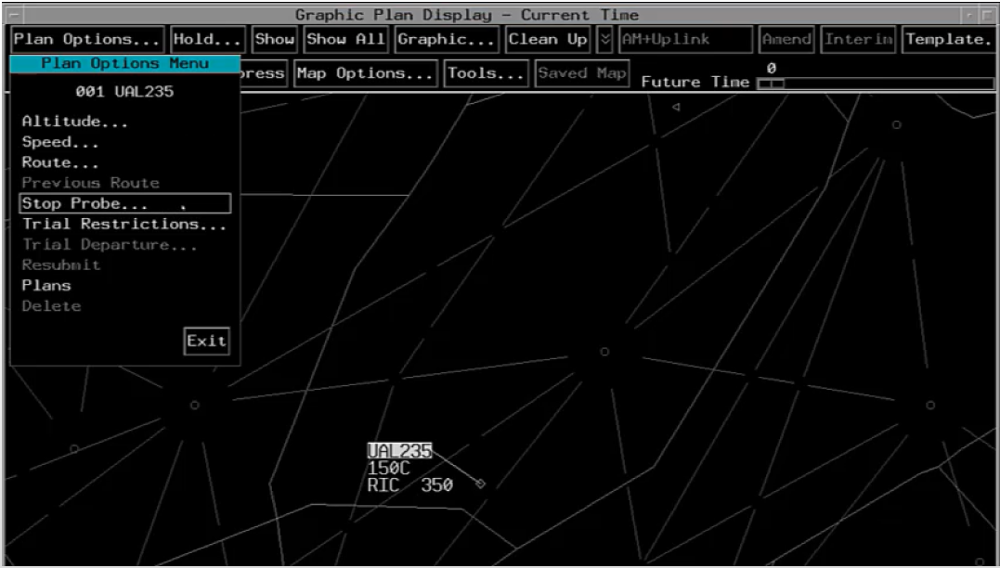 Graphic Plan Display - Current Time
Plan Options... Hold... Show Show All Graphic... Clean Up AM+Uplink Amend Interim Template.
Plan Options Menu
press Map Options... Tools... Saved Map Future Time 0
001 UAL235
Altitude...
Speed...
Route...
Previous Route
Stop Probe...
Trial Restrictions...
Trial Departure...
Resubmit
Plans
Delete
Exit
UAL235
150C
RIC 350